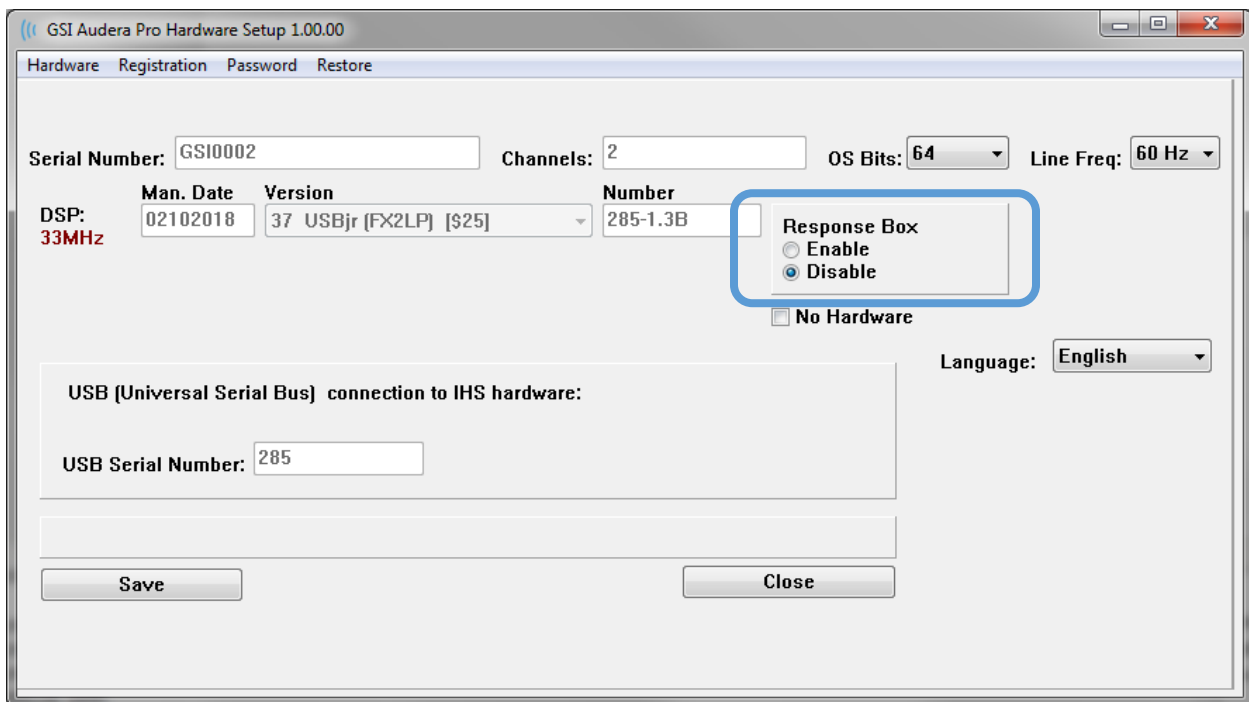 GSI Audera Pro Hardware Setup 1.00.00
Hardware Registration Password Restore
Serial Number: GSI0002 Channels: 2 OS Bits: 64 Line Freq: 60 Hz
Man. Date Version Number
DSP: 02102018 37 USBjr (FX2LP) [$25] 285-1.3B
33MHz
Response Box
Enable
Disable
No Hardware
Language: English
USB (Universal Serial Bus) connection to IHS hardware:
USB Serial Number: 285
Save Close